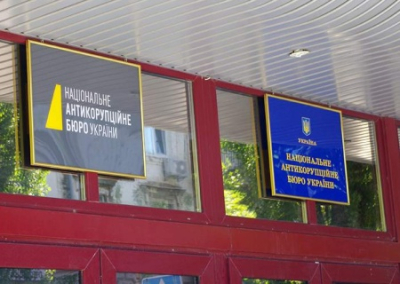 НАЦІОНАЛЬНЕ
АНТИКОРУПЦІЙНЕ
БЮРО УКРАЇНИ
УКРАЇНА
НАЦІОНАЛЬНЕ
АНТИКОРУПЦІЙНЕ
БЮРО УКРАЇНИ